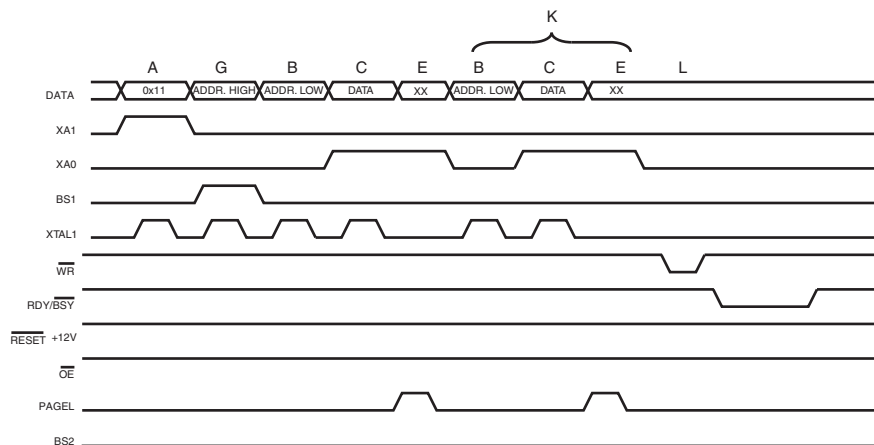 K
A G B C E B C E L
DATA 0x11 ADDR. HIGH ADDR. LOW DATA XX ADDR. LOW DATA XX
XA1
XA0
BS1
XTAL1
WR
RDY/BSY
RESET +12V
OE
PAGEL
BS2